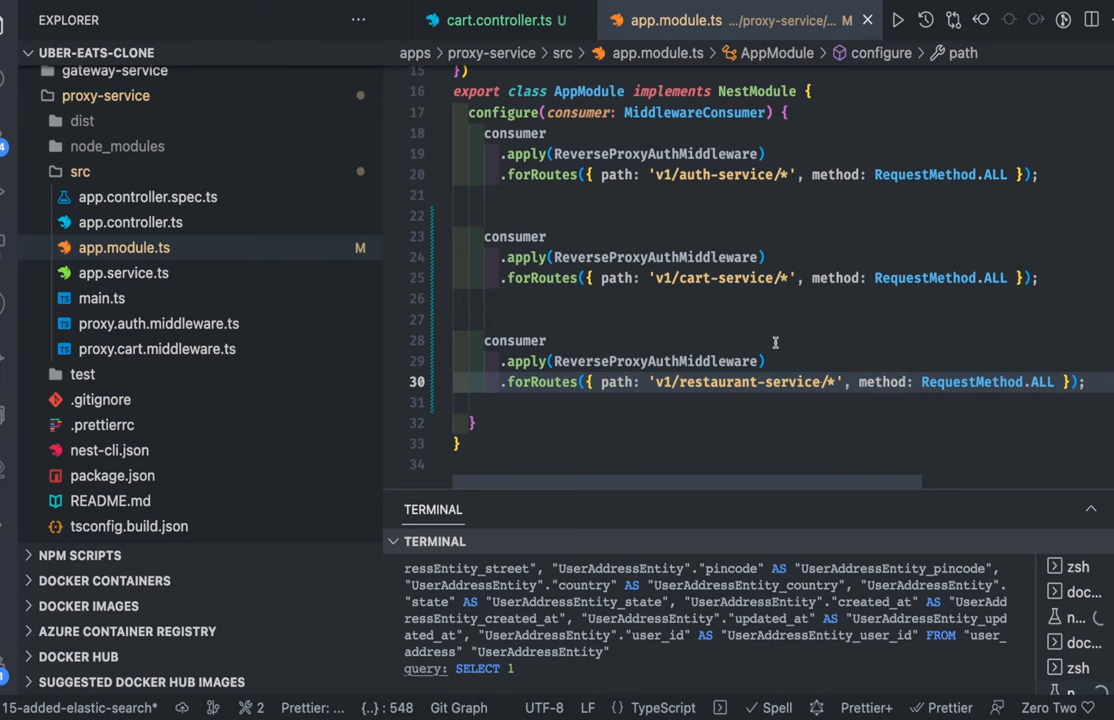 EXPLORER
UBER-EATS-CLONE
gateway-service
proxy-service
dist
node_modules
src
app.controller.spec.ts
app.controller.ts
app.module.ts M
app.service.ts
main.ts
proxy.auth.middleware.ts
proxy.cart.middleware.ts
test
.gitignore
.prettierrc
nest-cli.json
package.json
README.md
tsconfig.build.json
NPM SCRIPTS
DOCKER CONTAINERS
DOCKER IMAGES
AZURE CONTAINER REGISTRY
DOCKER HUB
SUGGESTED DOCKER HUB IMAGES
cart.controller.ts U
app.module.ts .../proxy-service/... M
apps > proxy-service > src > app.module.ts > AppModule > configure > path
15 })
16 export class AppModule implements NestModule {
17 configure(consumer: MiddlewareConsumer) {
18 consumer
19 .apply(ReverseProxyAuthMiddleware)
20 .forRoutes({ path: 'v1/auth-service/*', method: RequestMethod.ALL });
21
22
23 consumer
24 .apply(ReverseProxyAuthMiddleware)
25 .forRoutes({ path: 'v1/cart-service/*', method: RequestMethod.ALL });
26
27
28 consumer
29 .apply(ReverseProxyAuthMiddleware)
30 .forRoutes({ path: 'v1/restaurant-service/*', method: RequestMethod.ALL });
31
32 }
33 }
34
TERMINAL
TERMINAL
ressEntity_street", "UserAddressEntity"."pincode" AS "UserAddressEntity_pincode",
"UserAddressEntity"."country" AS "UserAddressEntity_country", "UserAddressEntity".
"state" AS "UserAddressEntity_state", "UserAddressEntity"."created_at" AS "UserAdd
ressEntity_created_at", "UserAddressEntity"."updated_at" AS "UserAddressEntity_upd
ated_at", "UserAddressEntity"."user_id" AS "UserAddressEntity_user_id" FROM "user_
address" "UserAddressEntity"
query: SELECT 1
zsh
doc...
n...
doc...
zsh
4
1
15-added-elastic-search* 2 Prettier: ... {..} : 548 Git Graph UTF-8 LF TypeScript Spell Prettier+ Prettier Zero Two